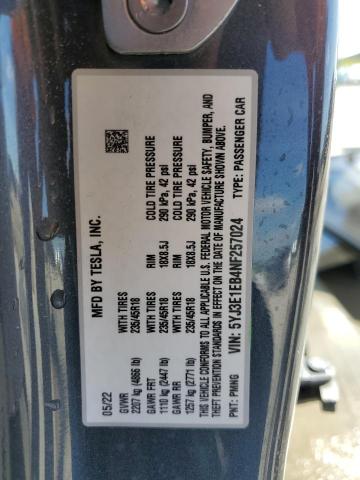 MFD BY TESLA, INC.
05/22
GVWR
2207 kg (4866 lb)
GAWR FRT WITH TIRES RIM COLD TIRE PRESSURE
1110 kg (2447 lb) 235/45R18 18X8.5J 290 kPa, 42 psi
GAWR RR WITH TIRES RIM COLD TIRE PRESSURE
1257 kg (2771 lb) 235/45R18 18X8.5J 290 kPa, 42 psi
THIS VEHICLE CONFORMS TO ALL APPLICABLE U.S. FEDERAL MOTOR VEHICLE SAFETY, BUMPER, AND
THEFT PREVENTION STANDARDS IN EFFECT ON THE DATE OF MANUFACTURE SHOWN ABOVE.
VIN: 5YJ3E1EB4NF257024
PNT: PMNG TYPE: PASSENGER CAR